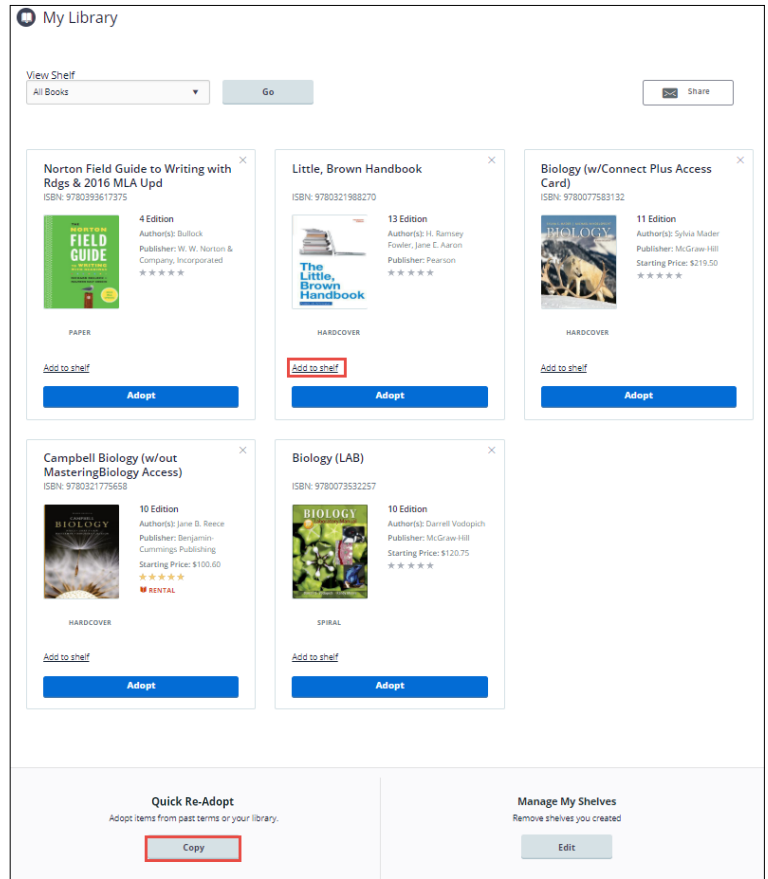 My Library
View Shelf
All Books
Go
Share
Norton Field Guide to Writing with
Rdgs & 2016 MLA Upd
ISBN: 9780393617375
NORTON
FIELD
GUIDE
4 Edition
Author(s): Bullock
Publisher: W. W. Norton &
Company, Incorporated
PAPER
Add to shelf
Adopt
Little, Brown Handbook
ISBN: 9780321988270
The
Little,
Brown
Handbook
13 Edition
Author(s): H. Ramsey
Fowler, Jane E. Aaron
Publisher: Pearson
HARDCOVER
Add to shelf
Adopt
Biology (w/Connect Plus Access
Card)
ISBN: 9780077583132
BIOLOGY
11 Edition
Author(s): Sylvia Mader
Publisher: McGraw-Hill
Starting Price: $219.50
HARDCOVER
Add to shelf
Adopt
Campbell Biology (w/out
MasteringBiology Access)
ISBN: 9780321775658
CAMPBELL
BIOLOGY
10 Edition
Author(s): Jane B. Reece
Publisher: Benjamin-
Cummings Publishing
Starting Price: $100.60
RENTAL
HARDCOVER
Add to shelf
Adopt
Biology (LAB)
ISBN: 9780073532257
BIOLOGY
10 Edition
Author(s): Darrell Vodopich
Publisher: McGraw-Hill
Starting Price: $120.75
SPIRAL
Add to shelf
Adopt
Quick Re-Adopt
Adopt items from past terms or your library.
Copy
Manage My Shelves
Remove shelves you created
Edit